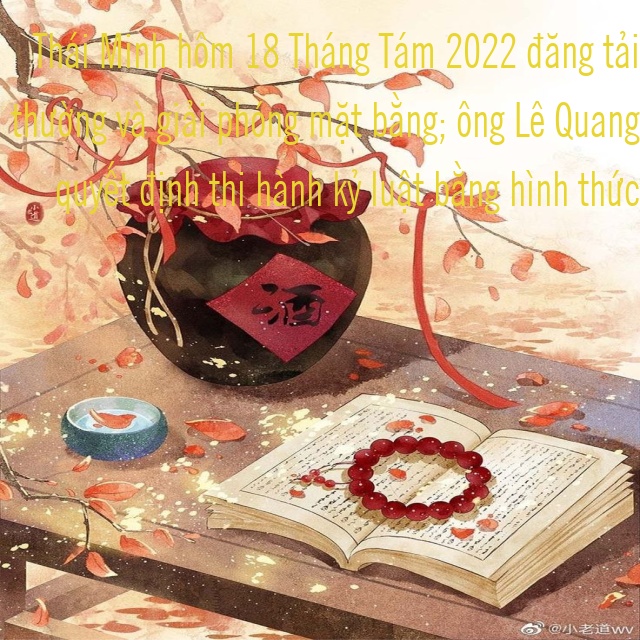 Thái Minh hôm 18 Tháng Tám 2022 đăng tải
thường và giải phóng mặt bằng; ông Lê Quang
quyết định thi hành kỷ luật bằng hình thức
酒
@小老道wv